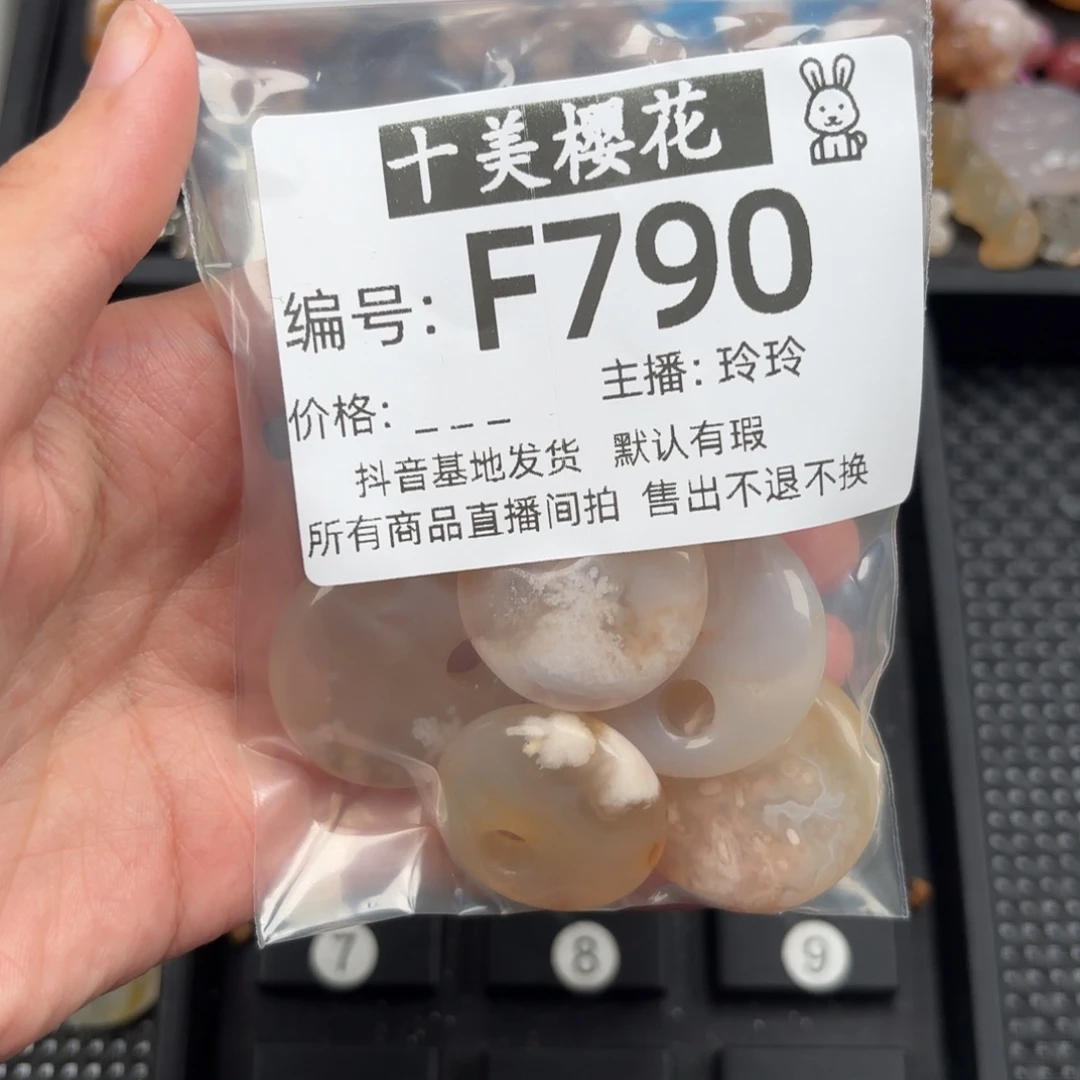 十美樱花
编号: F790
价格: _ _ _ 主播: 玲玲
抖音基地发货 默认有瑕
所有商品直播间拍 售出不退不换
7 8 9